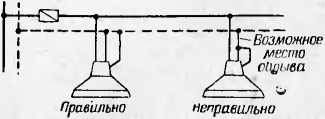 Возможное
место
обрыва
Правильно
неправильно